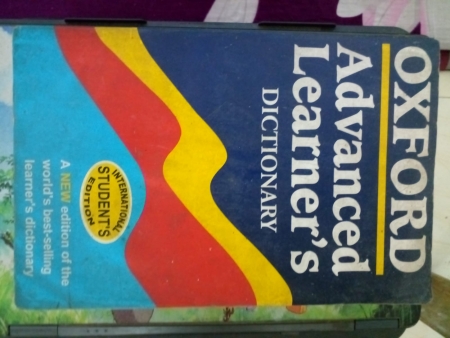 OXFORD
Advanced
Learner's
DICTIONARY
INTERNATIONAL
STUDENT'S
EDITION
A NEW edition of the
world's best-selling
learner's dictionary